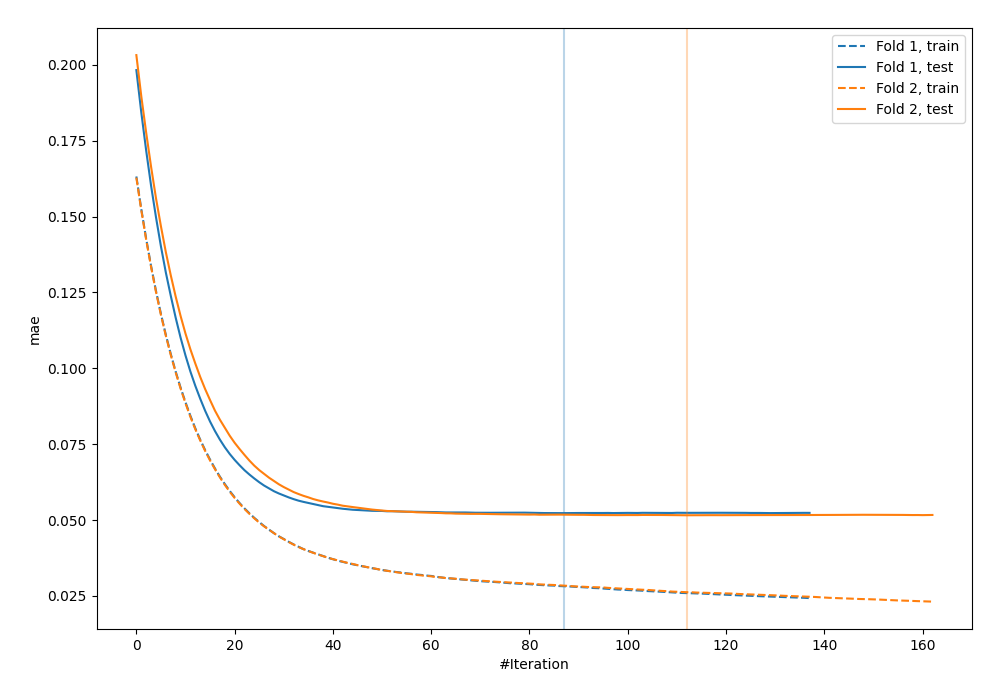 Fold 1, train
Fold 1, test
Fold 2, train
Fold 2, test
mae
0.200
0.175
0.150
0.125
0.100
0.075
0.050
0.025
0 20 40 60 80 100 120 140 160
#Iteration